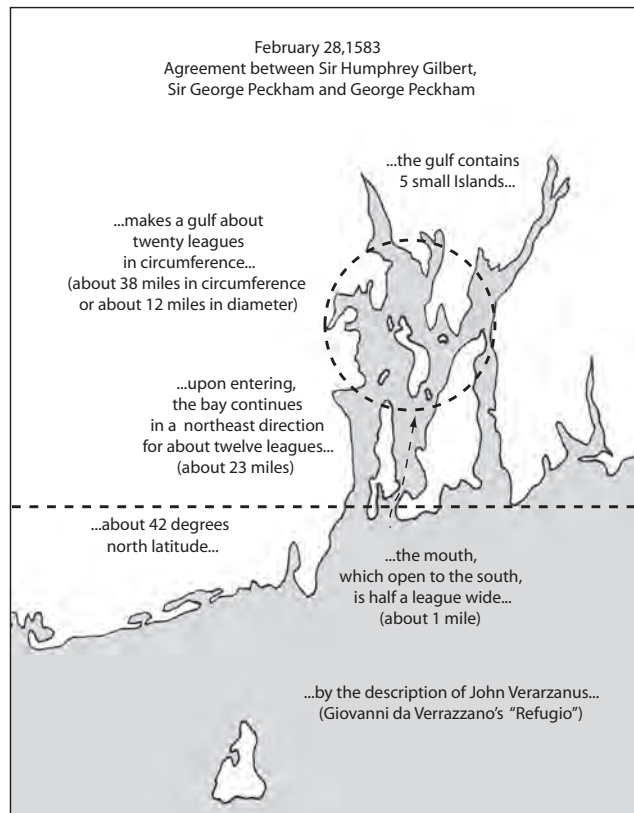 February 28,1583
Agreement between Sir Humphrey Gilbert,
Sir George Peckham and George Peckham
...the gulf contains
5 small Islands...
...makes a gulf about
twenty leagues
in circumference...
(about 38 miles in circumference
or about 12 miles in diameter)
...upon entering,
the bay continues
in a northeast direction
for about twelve leagues...
(about 23 miles)
...about 42 degrees
north latitude...
...the mouth,
which open to the south,
is half a league wide...
(about 1 mile)
...by the description of John Verarzanus...
(Giovanni da Verrazzano's “Refugio”)